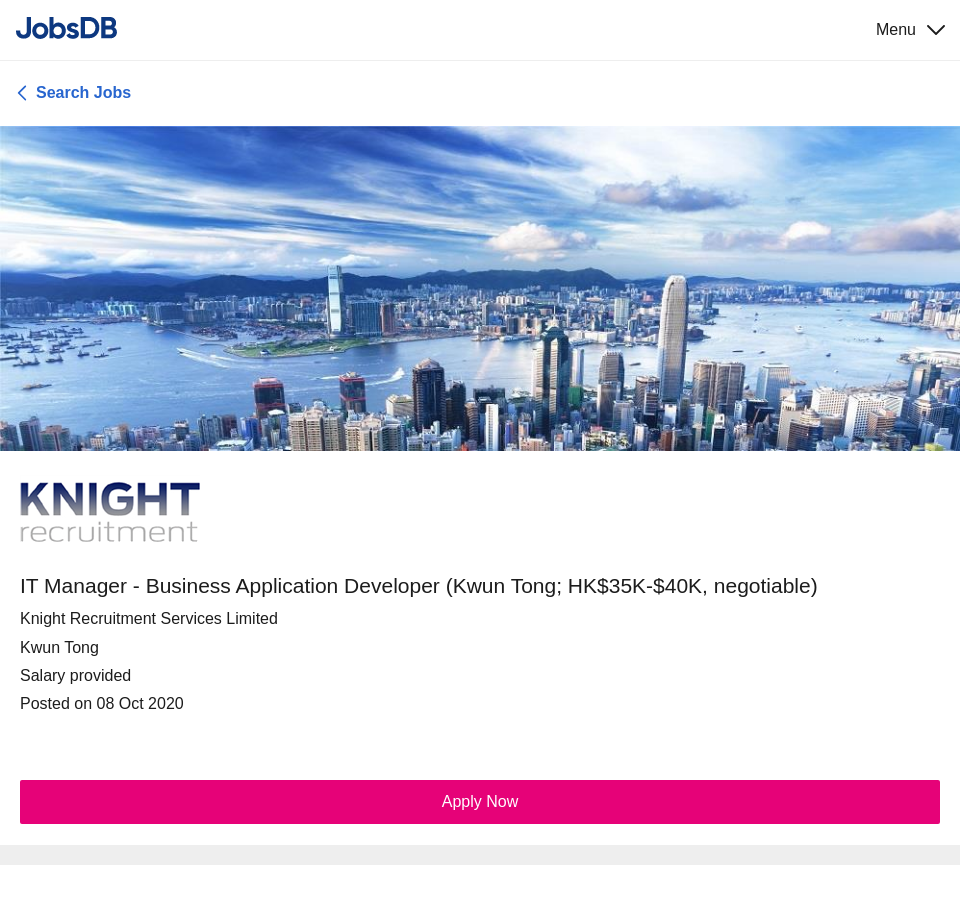 JobsDB
Menu
Search Jobs
KNIGHT
recruitment
IT Manager - Business Application Developer (Kwun Tong; HK$35K-$40K, negotiable)
Knight Recruitment Services Limited
Kwun Tong
Salary provided
Posted on 08 Oct 2020
Apply Now